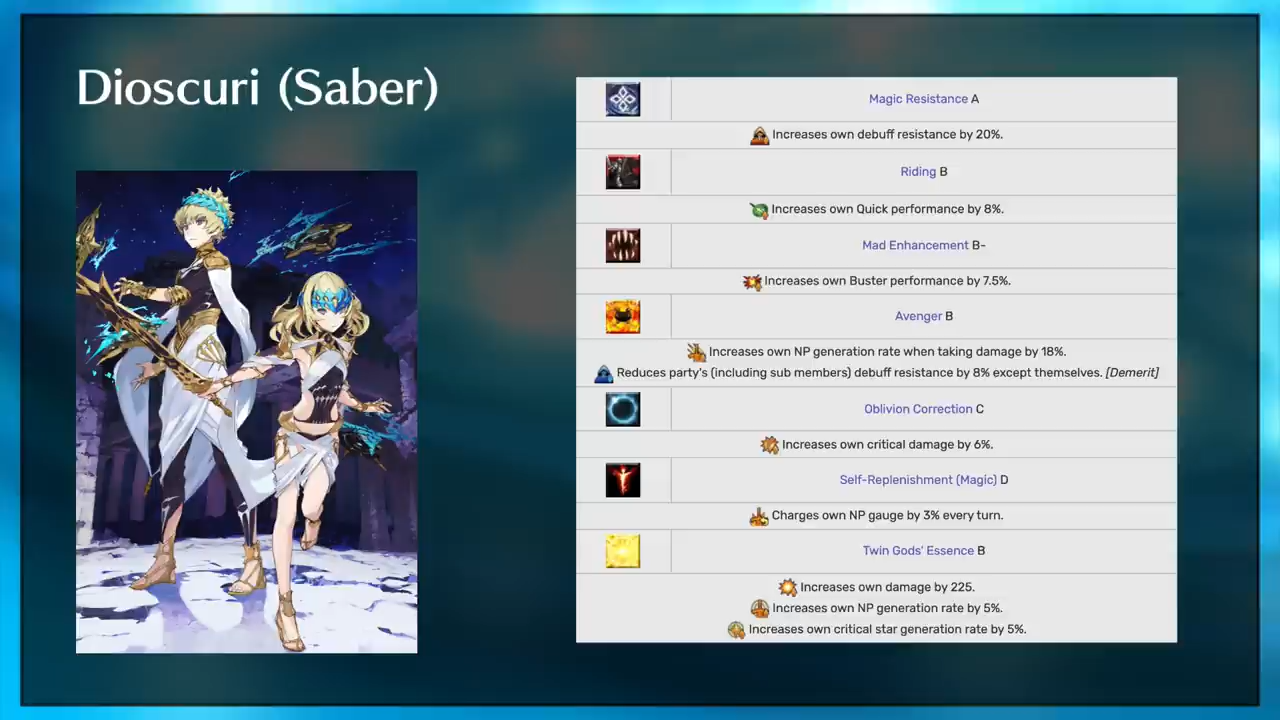 Dioscuri (Saber)
Magic Resistance A
Increases own debuff resistance by 20%.
Riding B
Increases own Quick performance by 8%.
Mad Enhancement B-
Increases own Buster performance by 7.5%.
Avenger B
Increases own NP generation rate when taking damage by 18%.
Reduces party's (including sub members) debuff resistance by 8% except themselves. [Demerit]
Oblivion Correction C
Increases own critical damage by 6%.
Self-Replenishment (Magic) D
Charges own NP gauge by 3% every turn.
Twin Gods' Essence B
Increases own damage by 225.
Increases own NP generation rate by 5%.
Increases own critical star generation rate by 5%.